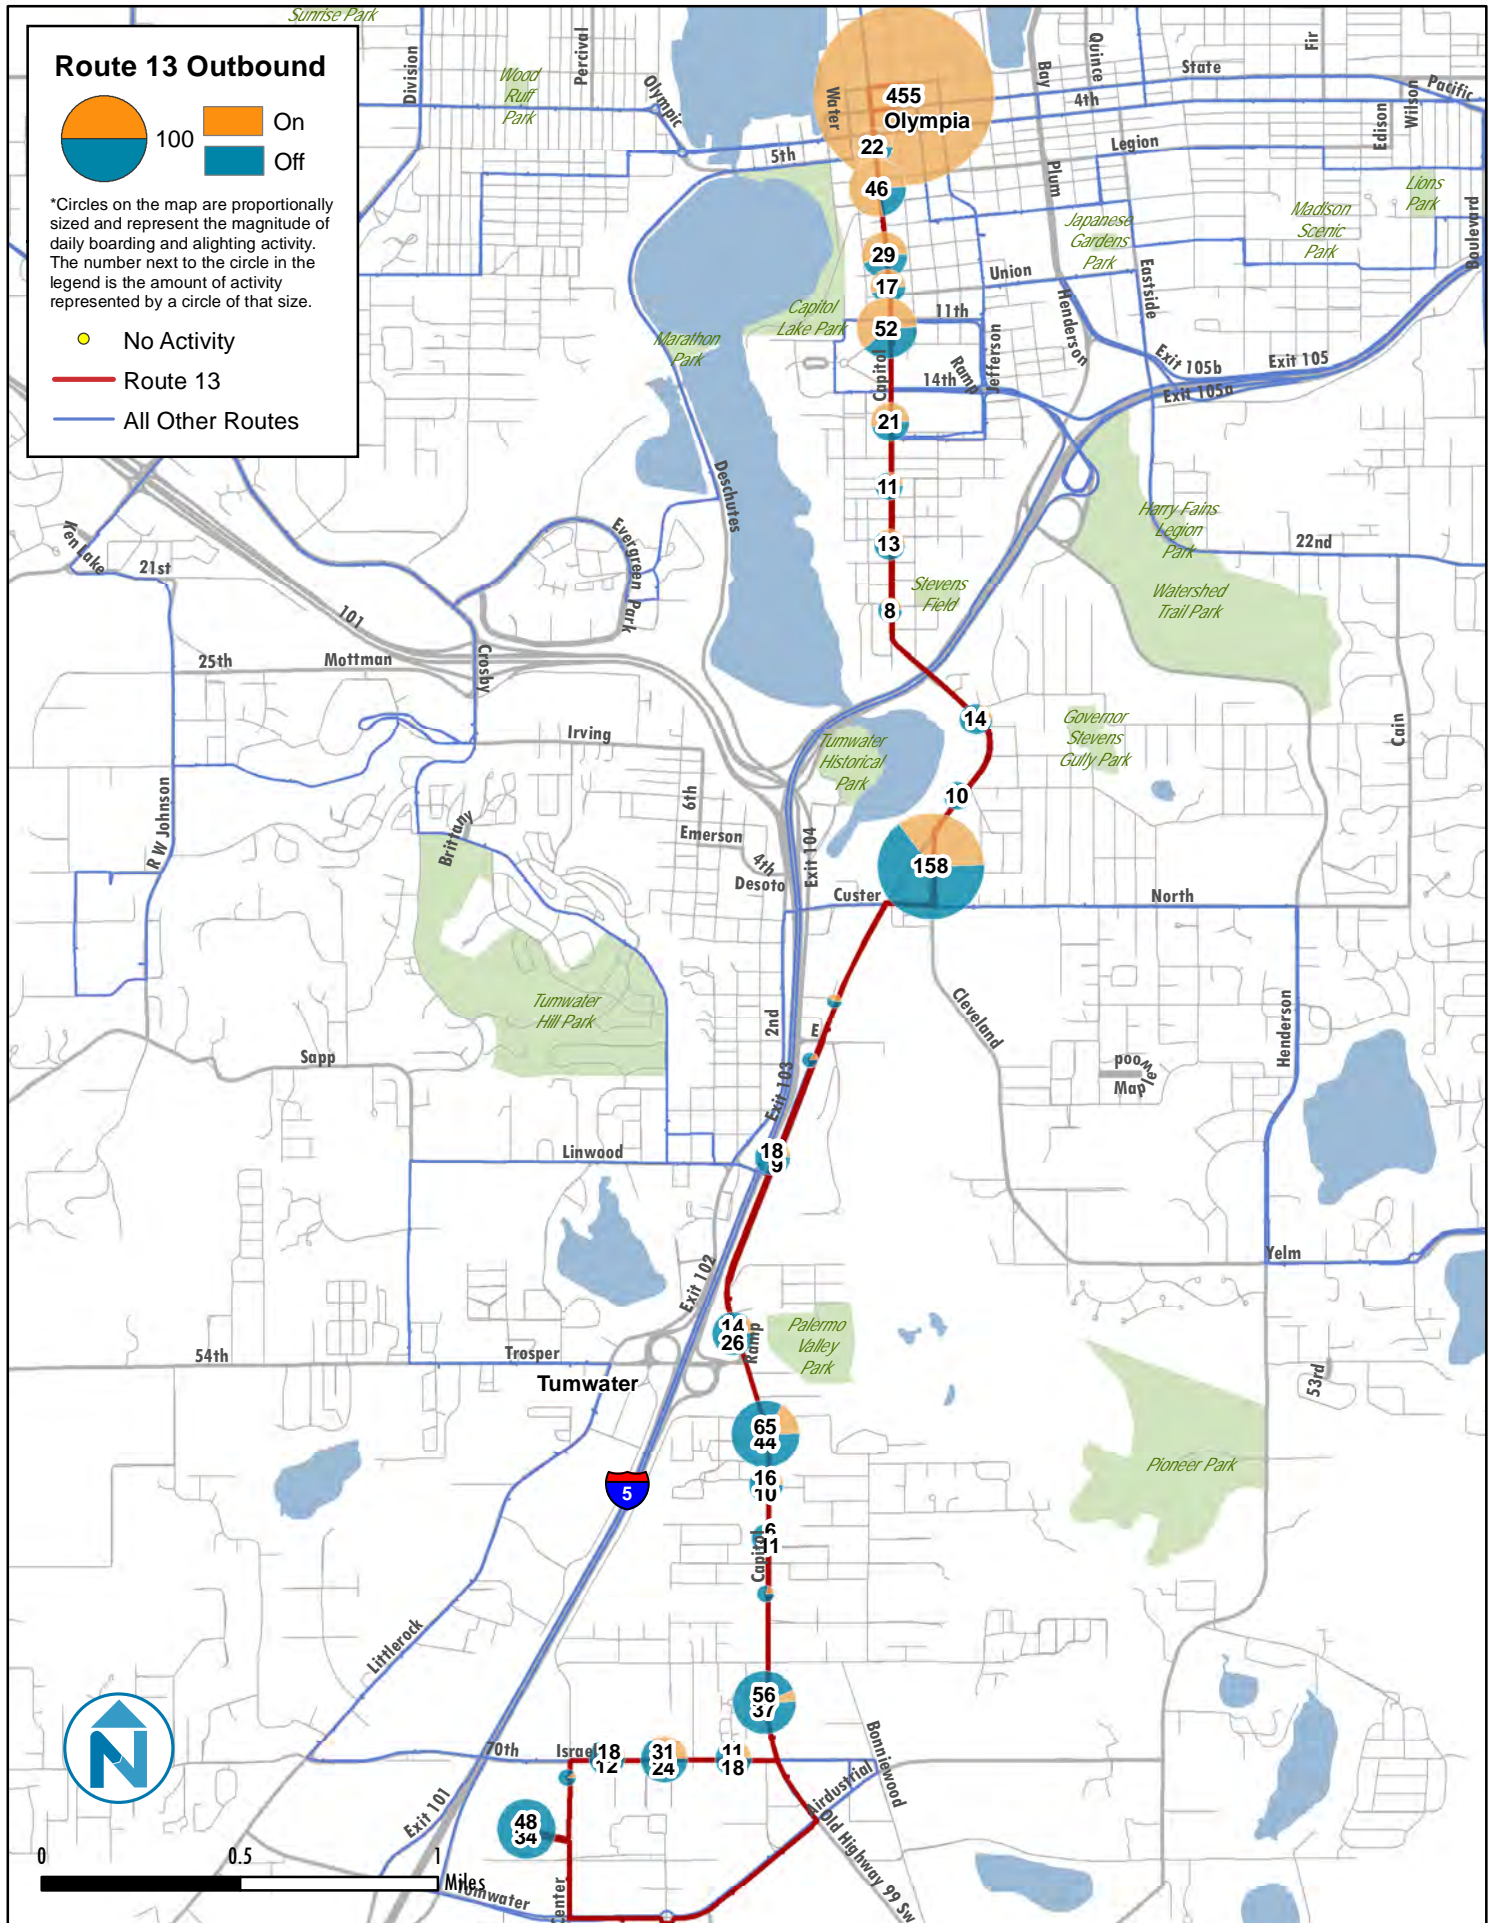 Sunrise Park
Route 13 Outbound
100
On
Off
*Circles on the map are proportionally
sized and represent the magnitude of
daily boarding and alighting activity.
The number next to the circle in the
legend is the amount of activity
represented by a circle of that size.
No Activity
Route 13
All Other Routes
Division
Wood
Ruff
Park
Percival
Olympic
Water
455
Olympia
22
46
5th
Bay
Quince
State
4th
Fir
Pacific
Wilson
Edison
Legion
Plum
Lions
Park
Madison
Scenic
Park
Japanese
Gardens
Park
Boulevard
29
17
52
Union
11th
Eastside
Henderson
Capitol
Lake Park
Marathon
Park
Capitol
Ramp
Jefferson
14th
Exit 105b
Exit 105
Exit 105a
21
11
13
8
Deschutes
Evergreen Park
Ken Lake
21st
101
25th
Mottman
Crosby
Harry Fains
Legion
Park
22nd
Stevens
Field
Watershed
Trail Park
14
Governor
Stevens
Gully Park
Cain
Irving
Tumwater
Historical
Park
10
R W Johnson
6th
Brittany
Emerson
4th
Desoto
Exit 104
158
Custer
North
Tumwater
Hill Park
2nd
E
Cleveland
Henderson
Maplewood
Sapp
Exit 103
Linwood
18
9
Yelm
Exit 102
14
26
Ramp
Palermo
Valley
Park
54th
Trosper
Tumwater
53rd
65
44
Pioneer Park
5
16
10
6
11
Capitol
Littlerock
56
37
Bonniewood
70th
Israel
18
12
31
24
11
18
Airdustrial
Exit 101
48
34
Old Highway 99 Sw
N
0
0.5
1
Miles
Tumwater
Center